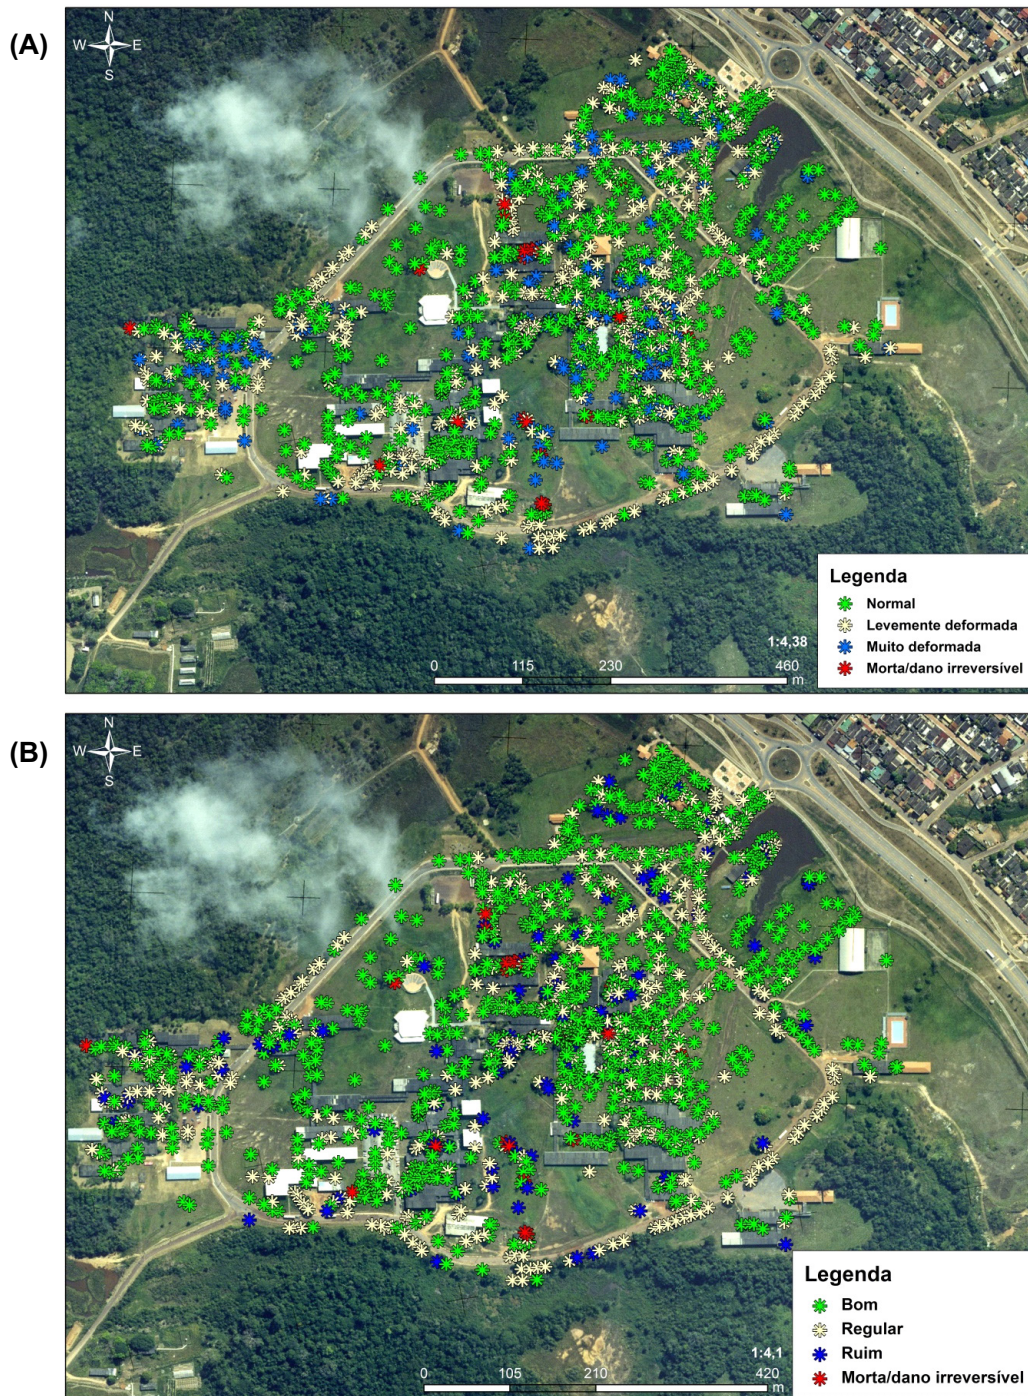 (A)
N
W E
S
Legenda
Normal
Levemente deformada
Muito deformada
Morta/dano irreversível
1:4,38
0 115 230 460
m
(B)
N
W E
S
Legenda
Bom
Regular
Ruim
Morta/dano irreversível
1:4,1
0 105 210 420
m